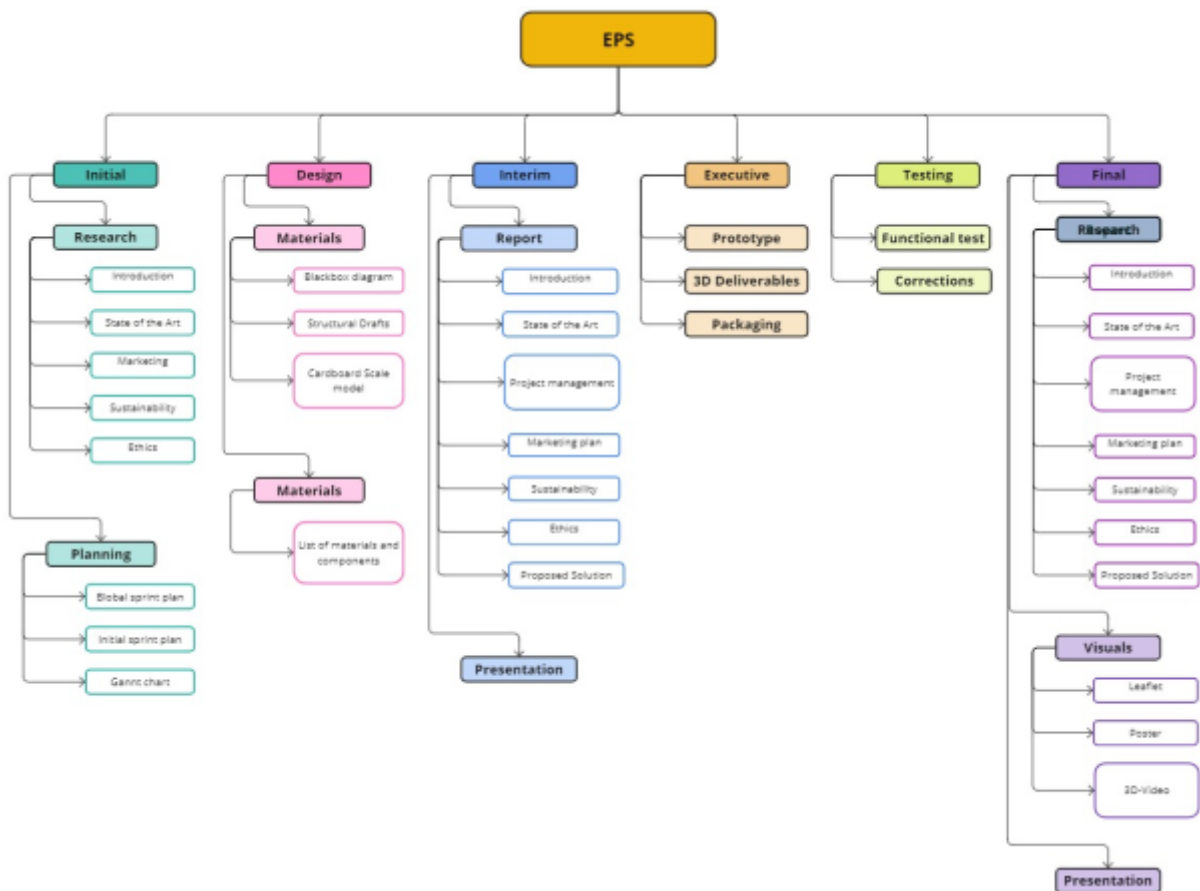 EPS
Initial
Research
Introduction
State of the Art
Marketing
Sustainability
Ethics
Planning
Blobal sprint plan
Initial sprint plan
Gannt chart
Design
Materials
Blackbox diagram
Structural Drafts
Cardboard Scale
model
Materials
List of materials and
components
Interim
Report
Introduction
State of the Art
Project management
Marketing plan
Sustainability
Ethics
Proposed Solution
Presentation
Executive
Prototype
3D Deliverables
Packaging
Testing
Functional test
Corrections
Final
Research
Introduction
State of the Art
Project
management
Marketing plan
Sustainability
Ethics
Proposed Solution
Visuals
Leaflet
Poster
3D-Video
Presentation